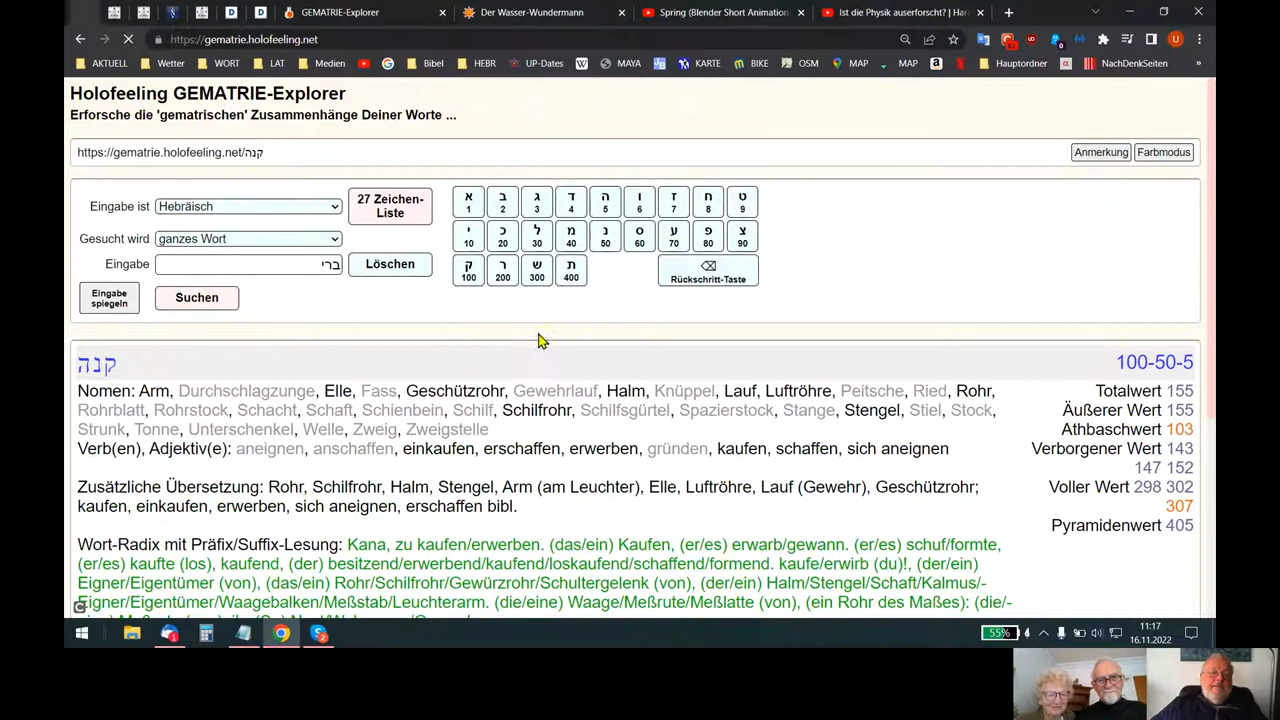 GEMATRIE-Explorer
Der Wasser-Wundermann
Spring (Blender Short Animation
Ist die Physik auserforscht? | Har
https://gematrie.holofeeling.net
AKTUELL Wetter WORT LAT Medien Bibel HEBR UP-Dates MAYA KARTE BIKE OSM MAP MAP Hauptordner NachDenkSeiten »
Holofeeling GEMATRIE-Explorer
Erforsche die 'gematrischen' Zusammenhänge Deiner Worte ...
https://gematrie.holofeeling.net/קנה
Anmerkung Farbmodus
Eingabe ist Hebräisch
27 Zeichen-Liste
Gesucht wird ganzes Wort
Eingabe ברי Löschen
Eingabe spiegeln
Suchen
א ב ג ד ה ו ז ח ט
1 2 3 4 5 6 7 8 9
י כ ל מ נ ס ע פ צ
10 20 30 40 50 60 70 80 90
ק ר ש ת
100 200 300 400
Rückschritt-Taste
קנה 100-50-5
Nomen: Arm, Durchschlagzunge, Elle, Fass, Geschützrohr, Gewehrlauf, Halm, Knüppel, Lauf, Luftröhre, Peitsche, Ried, Rohr,
Rohrblatt, Rohrstock, Schacht, Schaft, Schienbein, Schilf, Schilfrohr, Schilfsgürtel, Spazierstock, Stange, Stengel, Stiel, Stock,
Strunk, Tonne, Unterschenkel, Welle, Zweig, Zweigstelle
Verb(en), Adjektiv(e): aneignen, anschaffen, einkaufen, erschaffen, erwerben, gründen, kaufen, schaffen, sich aneignen
Zusätzliche Übersetzung: Rohr, Schilfrohr, Halm, Stengel, Arm (am Leuchter), Elle, Luftröhre, Lauf (Gewehr), Geschützrohr;
kaufen, einkaufen, erwerben, sich aneignen, erschaffen bibl.
Wort-Radix mit Präfix/Suffix-Lesung: Kana, zu kaufen/erwerben. (das/ein) Kaufen, (er/es) erwarb/gewann. (er/es) schuf/formte,
(er/es) kaufte (los), kaufend, (der) besitzend/erwerbend/kaufend/loskaufend/schaffend/formend. kaufe/erwirb (du)!, (der/ein)
Eigner/Eigentümer (von), (das/ein) Rohr/Schilfrohr/Gewürzrohr/Schultergelenk (von), (der/ein) Halm/Stengel/Schaft/Kalmus/-
Eigner/Eigentümer/Waagebalken/Meßstab/Leuchterarm. (die/eine) Waage/Meßrute/Meßlatte (von), (ein Rohr des Maßes): (die/-
Totalwert 155
Äußerer Wert 155
Athbaschwert 103
Verborgener Wert 143
147 152
Voller Wert 298 302
307
Pyramidenwert 405
55%
11:17
16.11.2022